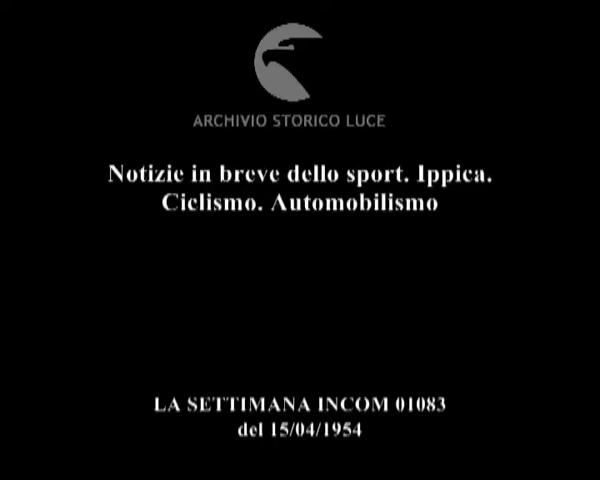 ARCHIVIO STORICO LUCE
Notizie in breve dello sport. Ippica.
Ciclismo. Automobilismo
LA SETTIMANA INCOM 01083
del 15/04/1954